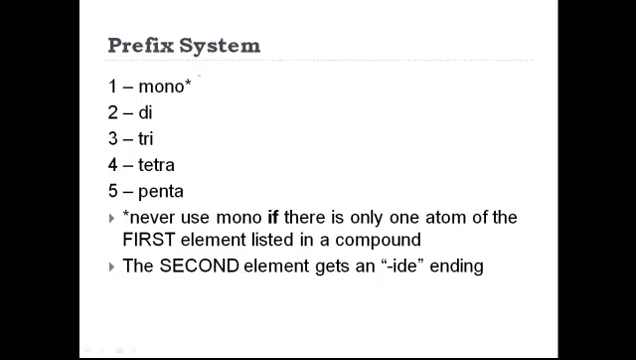 Prefix System
1 – mono*
2 – di
3 – tri
4 – tetra
5 – penta
*never use mono if there is only one atom of the
FIRST element listed in a compound
The SECOND element gets an “-ide” ending